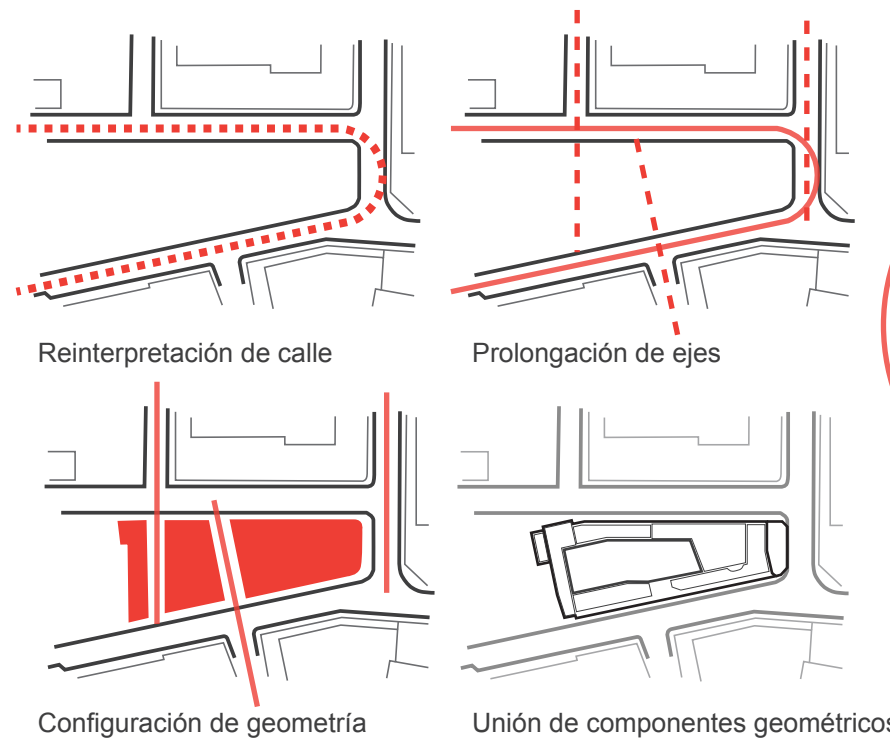 Reinterpretación de calle
Prolongación de ejes
Configuración de geometría
Unión de componentes geométricos